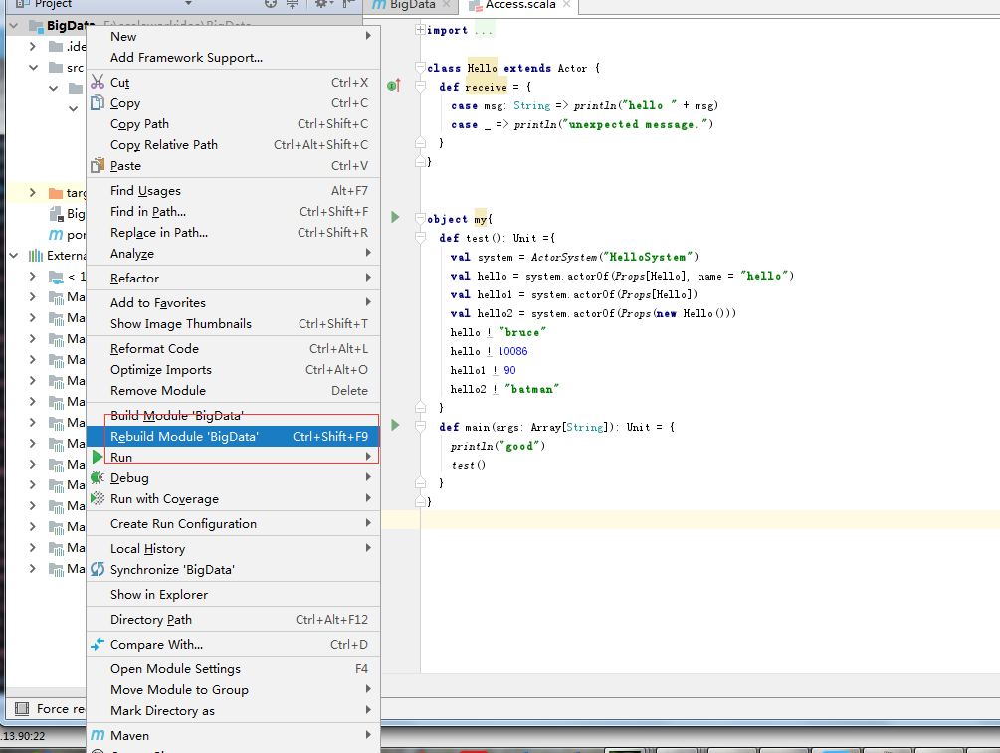 Project
BigData
Access.scala
BigData
.ide
src
targ
Big
pom
Externa
< 1
Ma
Ma
Ma
Ma
Ma
Ma
Ma
Ma
Ma
Ma
Ma
Ma
Ma
Ma
New
Add Framework Support...
Cut Ctrl+X
Copy Ctrl+C
Copy Path Ctrl+Shift+C
Copy Relative Path Ctrl+Alt+Shift+C
Paste Ctrl+V
Find Usages Alt+F7
Find in Path... Ctrl+Shift+F
Replace in Path... Ctrl+Shift+R
Analyze
Refactor
Add to Favorites
Show Image Thumbnails Ctrl+Shift+T
Reformat Code Ctrl+Alt+L
Optimize Imports Ctrl+Alt+O
Remove Module Delete
Build Module 'BigData'
Rebuild Module 'BigData' Ctrl+Shift+F9
Run
Debug
Run with Coverage
Create Run Configuration
Local History
Synchronize 'BigData'
Show in Explorer
Directory Path Ctrl+Alt+F12
Compare With... Ctrl+D
Open Module Settings F4
Move Module to Group
Mark Directory as
Maven
import ...
class Hello extends Actor {
def receive = {
case msg: String => println("hello " + msg)
case _ => println("unexpected message.")
}
}
object my{
def test(): Unit ={
val system = ActorSystem("HelloSystem")
val hello = system.actorOf(Props[Hello], name = "hello")
val hello1 = system.actorOf(Props[Hello])
val hello2 = system.actorOf(Props(new Hello()))
hello ! "bruce"
hello ! 10086
hello1 ! 90
hello2 ! "batman"
}
def main(args: Array[String]): Unit = {
println("good")
test()
}
}
Force re
.13.90:22